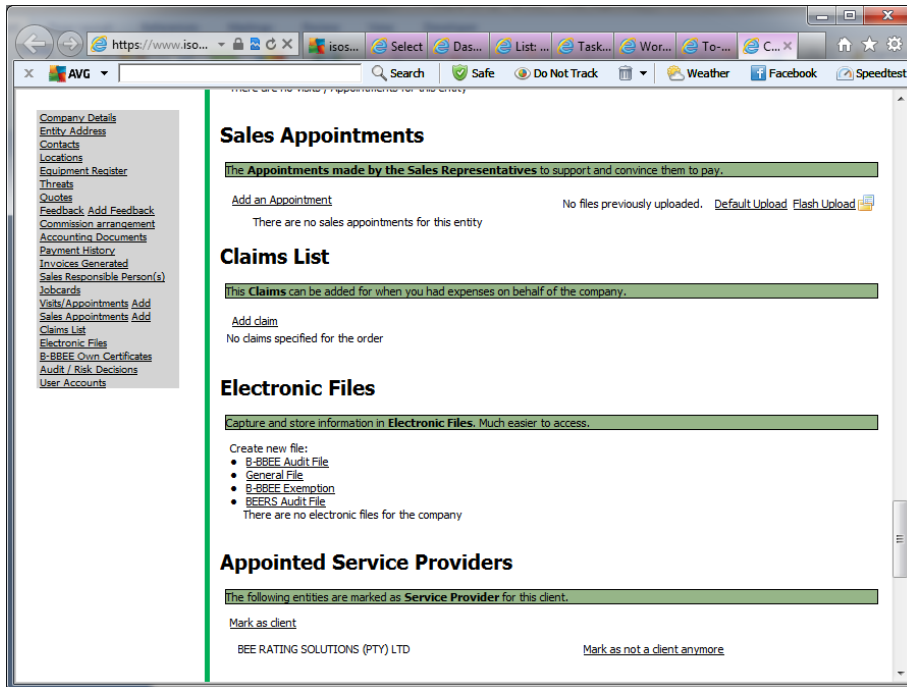 https://www.iso...
isos...
Select
Das...
List: ...
Task...
Wor...
To-...
C...
AVG
Search
Safe
Do Not Track
Weather
Facebook
Speedtest
There are no visits / Appointments for this entity
Company Details
Entity Address
Contacts
Locations
Equipment Register
Threats
Quotes
Feedback Add Feedback
Commission arrangement
Accounting Documents
Payment History
Invoices Generated
Sales Responsible Person(s)
Jobcards
Visits/Appointments Add
Sales Appointments Add
Claims List
Electronic Files
B-BBEE Own Certificates
Audit / Risk Decisions
User Accounts
Sales Appointments
The Appointments made by the Sales Representatives to support and convince them to pay.
Add an Appointment
No files previously uploaded. Default Upload Flash Upload
There are no sales appointments for this entity
Claims List
This Claims can be added for when you had expenses on behalf of the company.
Add claim
No claims specified for the order
Electronic Files
Capture and store information in Electronic Files. Much easier to access.
Create new file:
B-BBEE Audit File
General File
B-BBEE Exemption
BEERS Audit File
There are no electronic files for the company
Appointed Service Providers
The following entities are marked as Service Provider for this client.
Mark as client
BEE RATING SOLUTIONS (PTY) LTD Mark as not a client anymore